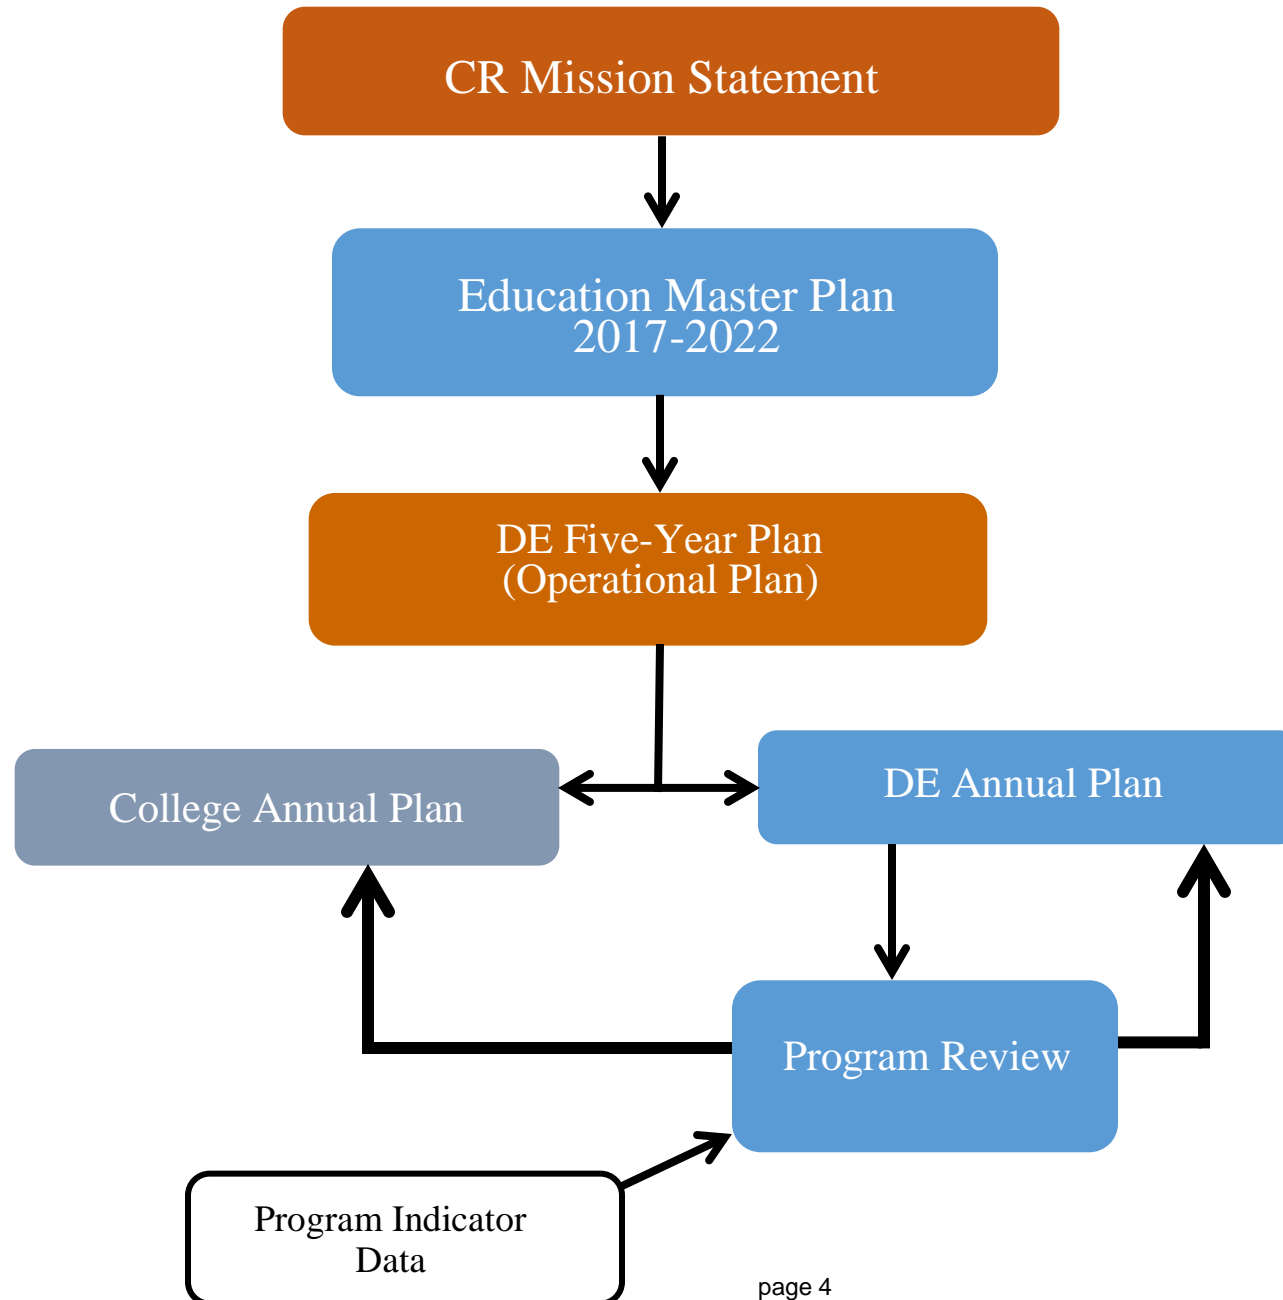 CR Mission Statement
Education Master Plan
2017-2022
DE Five-Year Plan
(Operational Plan)
College Annual Plan
DE Annual Plan
Program Review
Program Indicator
Data
page 4